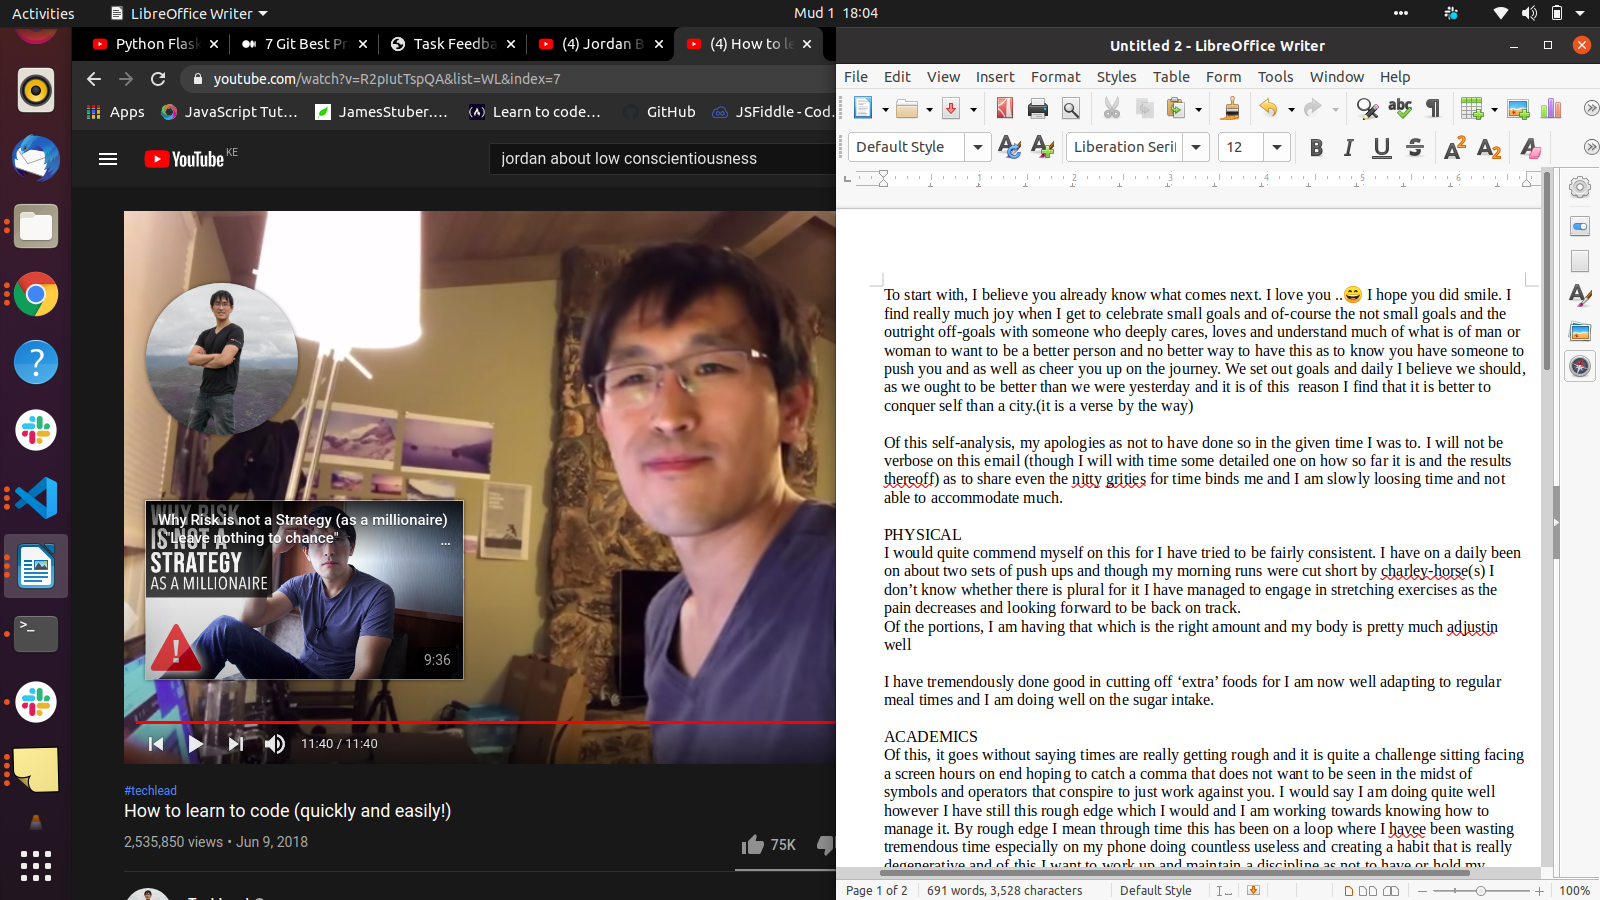 Activities
LibreOffice Writer
Mud 1 18:04
Python Flas
7 Git Best Pr
Task Feedba
(4) Jordan B
(4) How to le
youtube.com/watch?v=R2pIutTspQA&list=WL&index=7
Apps
JavaScript Tut...
JamesStuber....
Learn to code...
GitHub
JSFiddle - Cod.
YouTube KE
jordan about low conscientiousness
WHY RISK
IS NOT A
STRATEGY
AS A MILLIONAIRE
Why Risk is not a Strategy (as a millionaire)
"Leave nothing to chance" ...
9:36
11:40 / 11:40
#techlead
How to learn to code (quickly and easily!)
2,535,850 views • Jun 9, 2018
75K
Untitled 2 - LibreOffice Writer
File Edit View Insert Format Styles Table Form Tools Window Help
Default Style
Liberation Seri
12
1 2 3 4 5 6
To start with, I believe you already know what comes next. I love you ..😄 I hope you did smile. I
find really much joy when I get to celebrate small goals and of-course the not small goals and the
outright off-goals with someone who deeply cares, loves and understand much of what is of man or
woman to want to be a better person and no better way to have this as to know you have someone to
push you and as well as cheer you up on the journey. We set out goals and daily I believe we should,
as we ought to be better than we were yesterday and it is of this  reason I find that it is better to
conquer self than a city.(it is a verse by the way)
Of this self-analysis, my apologies as not to have done so in the given time I was to. I will not be
verbose on this email (though I will with time some detailed one on how so far it is and the results
thereoff) as to share even the nitty grities for time binds me and I am slowly loosing time and not
able to accommodate much.
PHYSICAL
I would quite commend myself on this for I have tried to be fairly consistent. I have on a daily been
on about two sets of push ups and though my morning runs were cut short by charley-horse(s) I
don't know whether there is plural for it I have managed to engage in stretching exercises as the
pain decreases and looking forward to be back on track.
Of the portions, I am having that which is the right amount and my body is pretty much adjustin
well
I have tremendously done good in cutting off 'extra' foods for I am now well adapting to regular
meal times and I am doing well on the sugar intake.
ACADEMICS
Of this, it goes without saying times are really getting rough and it is quite a challenge sitting facing
a screen hours on end hoping to catch a comma that does not want to be seen in the midst of
symbols and operators that conspire to just work against you. I would say I am doing quite well
however I have still this rough edge which I would and I am working towards knowing how to
manage it. By rough edge I mean through time this has been on a loop where I havee been wasting
tremendous time especially on my phone doing countless useless and creating a habit that is really
degenerative and of this I want to work up and maintain a discipline as not to have or hold my
Page 1 of 2
691 words, 3,528 characters
Default Style
100%